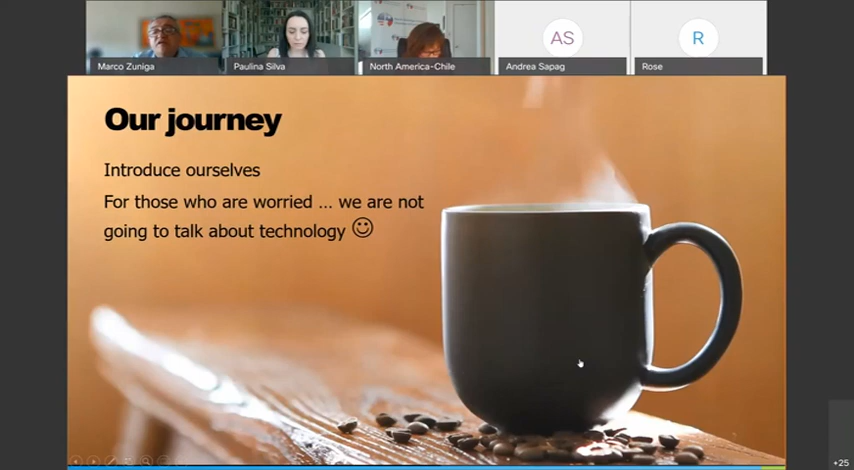 AS
R
Marco Zuniga
Paulina Silva
North America-Chile
Andrea Sapag
Rose
Our journey
Introduce ourselves
For those who are worried ... we are not
going to talk about technology ☺
+25